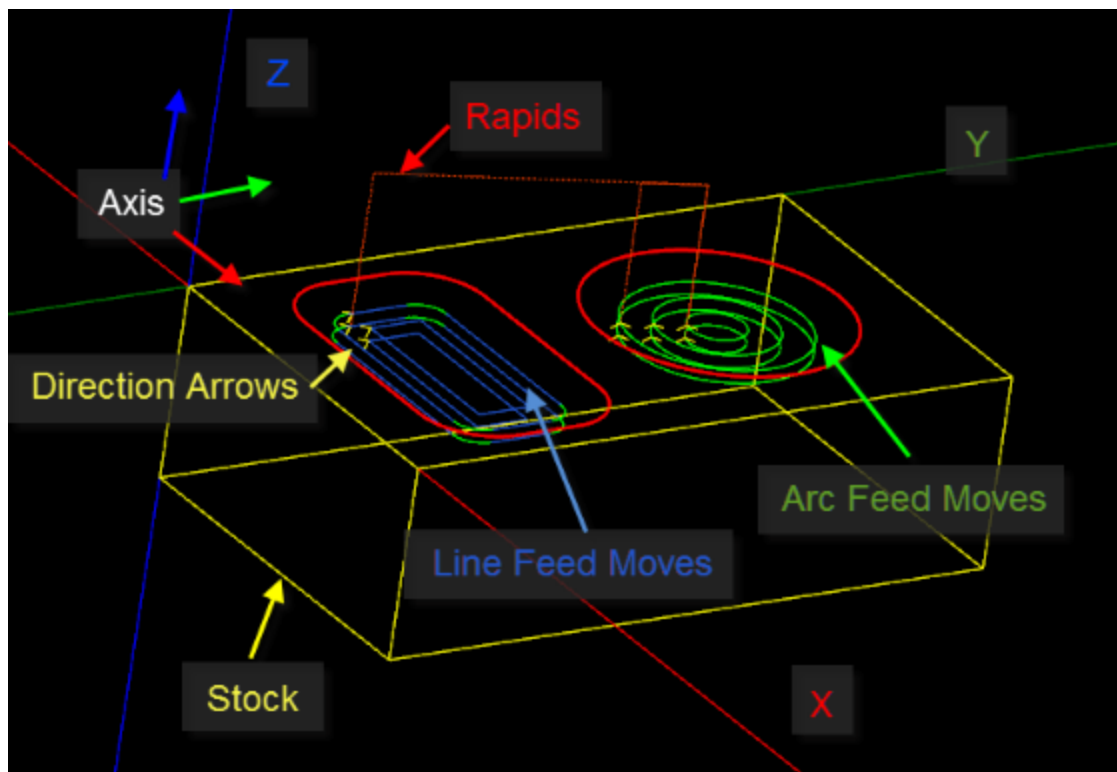 Z
Rapids
Y
Axis
Direction Arrows
Arc Feed Moves
Line Feed Moves
Stock
X